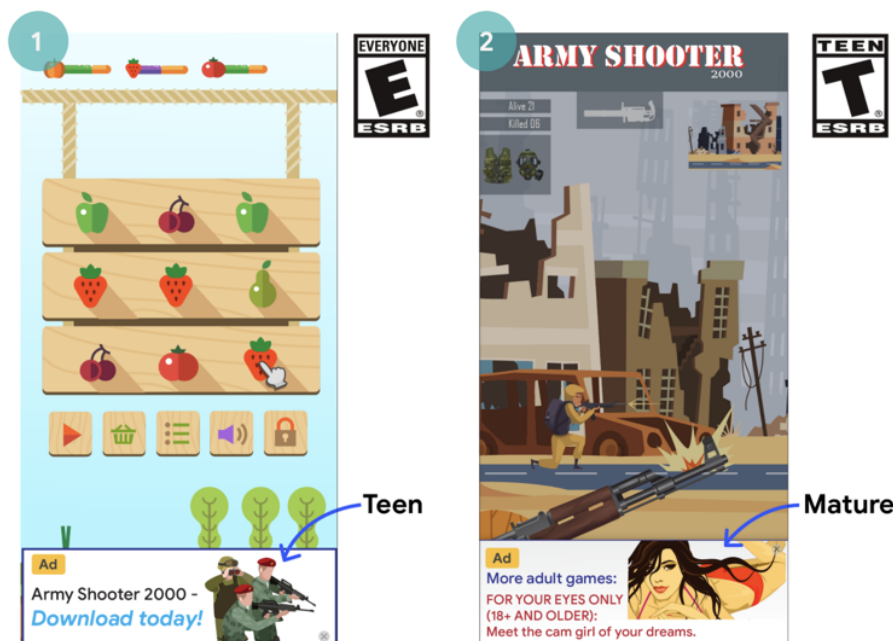 1
EVERYONE
E
ESRB
Teen
Ad
Army Shooter 2000 -
Download today!
2
ARMY SHOOTER
2000
Alive 21
Killed 06
TEEN
T
ESRB
Mature
Ad
More adult games:
FOR YOUR EYES ONLY
(18+ AND OLDER):
Meet the cam girl of your dreams.